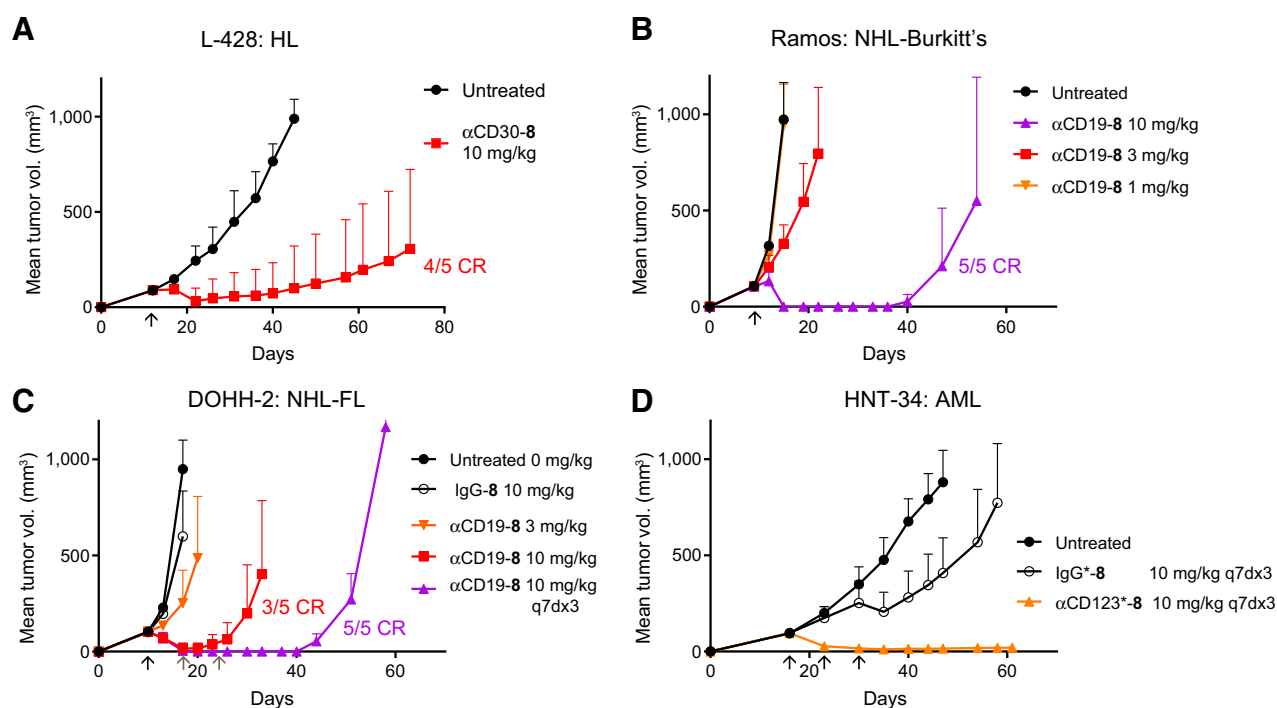 A
L-428: HL
Mean tumor vol. (mm³)
1,000
500
0
0
20
40
60
80
Days
Untreated
αCD30-8
10 mg/kg
4/5 CR
B
Ramos: NHL-Burkitt's
Mean tumor vol. (mm³)
1,000
500
0
0
20
40
60
Days
Untreated
αCD19-8 10 mg/kg
αCD19-8 3 mg/kg
αCD19-8 1 mg/kg
5/5 CR
C
DOHH-2: NHL-FL
Mean tumor vol. (mm³)
1,000
500
0
0
20
40
60
Days
Untreated 0 mg/kg
IgG-8 10 mg/kg
αCD19-8 3 mg/kg
αCD19-8 10 mg/kg
αCD19-8 10 mg/kg
q7dx3
3/5 CR
5/5 CR
D
HNT-34: AML
Mean tumor vol. (mm³)
1,000
500
0
0
20
40
60
Days
Untreated
IgG*-8 10 mg/kg q7dx3
αCD123*-8 10 mg/kg q7dx3